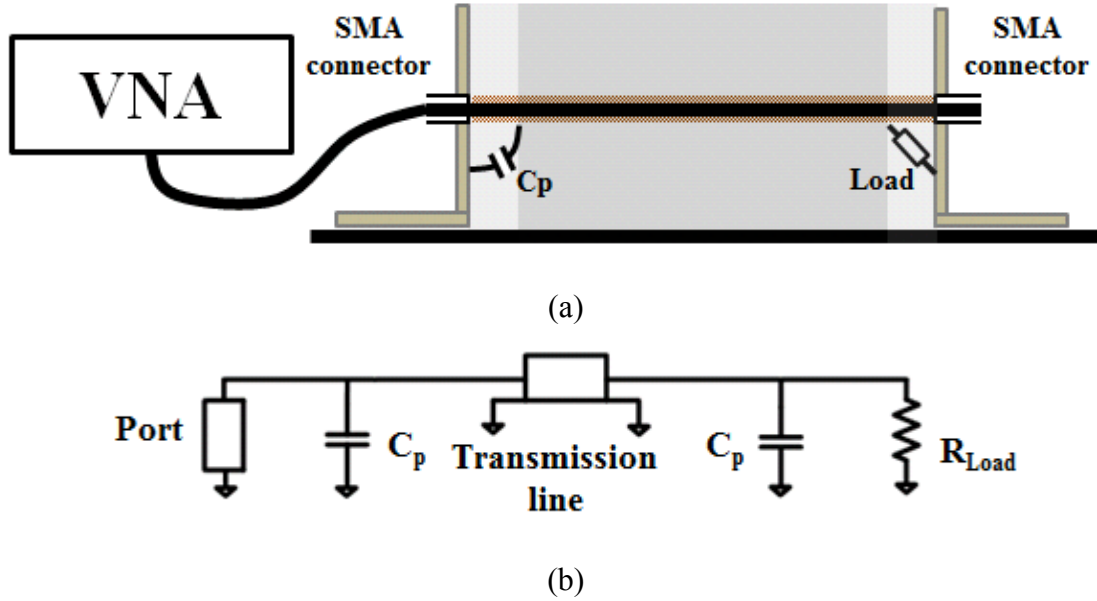 VNA
SMA
connector
SMA
connector
Cp
Load
(a)
Port
Cp
Transmission
line
Cp
RLoad
(b)